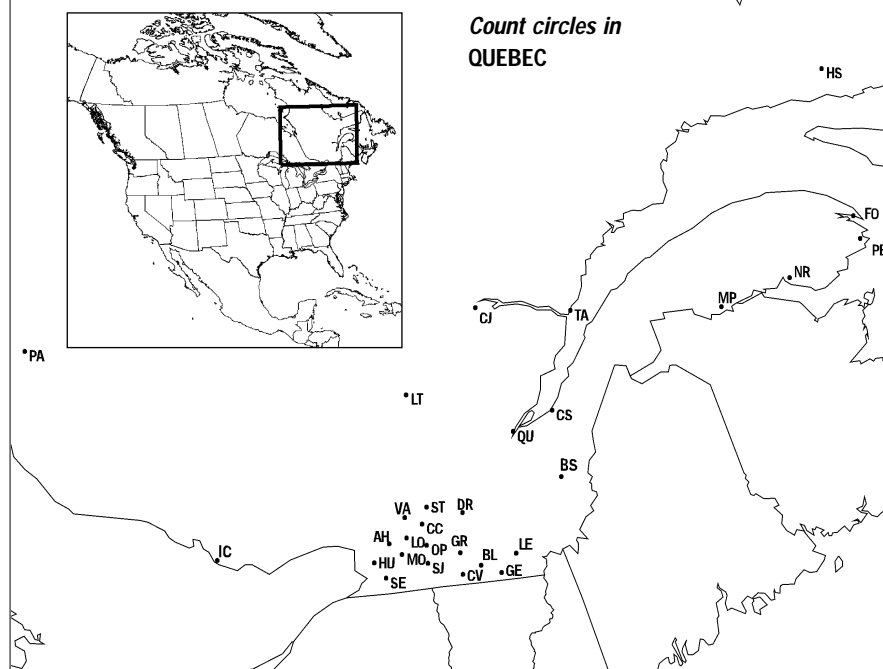 Count circles in
QUEBEC
HS
FO
PE
NR
MP
CJ
TA
PA
LT
CS
QU
BS
VA
ST
DR
CC
AH
LO
OP
GR
LE
IC
HU
MO
SJ
BL
SE
CV
GE